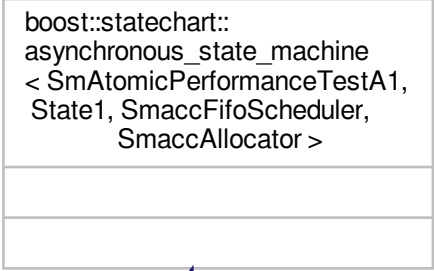 boost::statechart::
asynchronous_state_machine
< SmAtomicPerformanceTestA1,
State1, SmaccFifoScheduler,
SmaccAllocator >